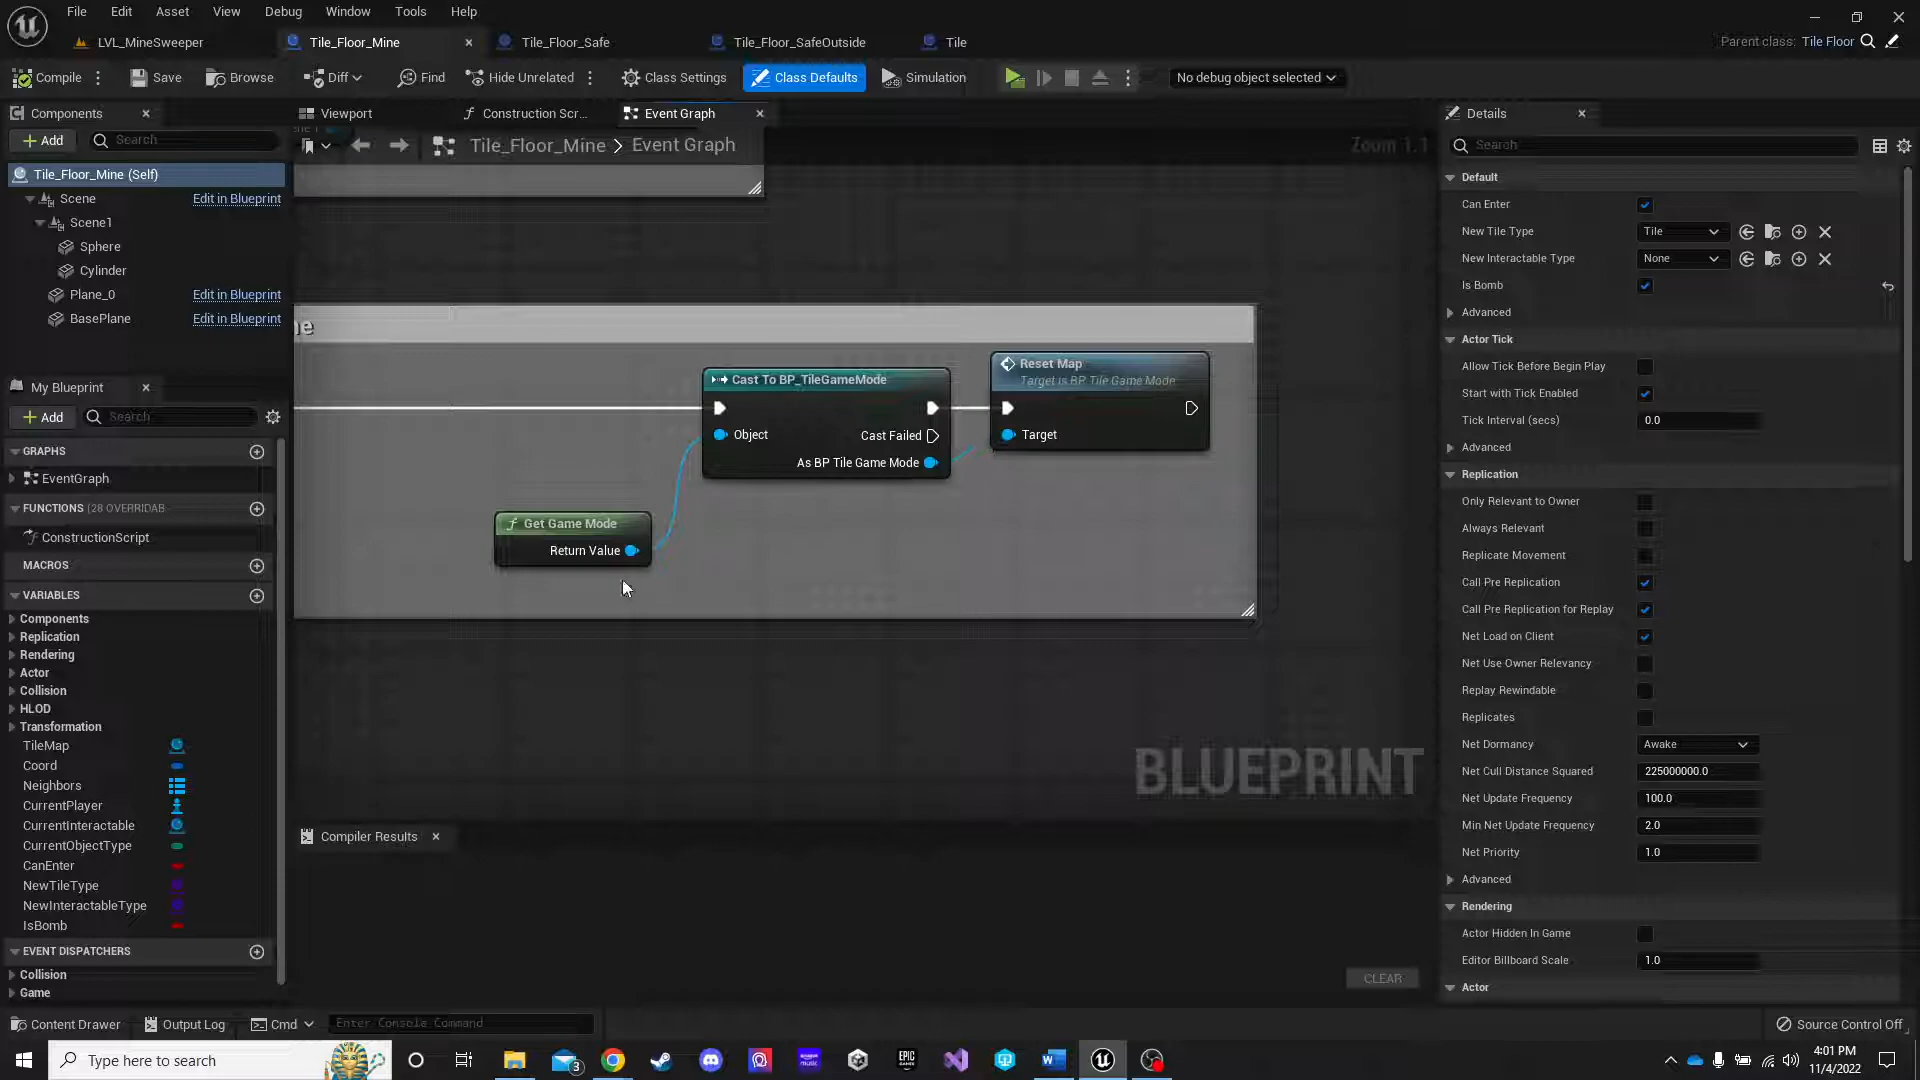 File Edit Asset View Debug Window Tools Help
LVL_MineSweeper Tile_Floor_Mine Tile_Floor_Safe Tile_Floor_SafeOutside Tile Parent class: Tile Floor
Compile Save Browse Diff Find Hide Unrelated Class Settings Class Defaults Simulation No debug object selected
Components Viewport Construction Scr... Event Graph Details
Add Search Tile_Floor_Mine > Event Graph Zoom 1:1 Search
Tile_Floor_Mine (Self)
Scene Edit in Blueprint
Scene1
Sphere
Cylinder
Plane_0 Edit in Blueprint
BasePlane Edit in Blueprint
My Blueprint
Add Search
GRAPHS
EventGraph
FUNCTIONS (28 OVERRIDAB
ConstructionScript
MACROS
VARIABLES
Components
Replication
Rendering
Actor
Collision
HLOD
Transformation
TileMap
Coord
Neighbors
CurrentPlayer
CurrentInteractable
CurrentObjectType
CanEnter
NewTileType
NewInteractableType
IsBomb
EVENT DISPATCHERS
Collision
Game
Cast To BP_TileGameMode
Object
Cast Failed
As BP Tile Game Mode
Reset Map
Target is BP Tile Game Mode
Target
Get Game Mode
Return Value
BLUEPRINT
Compiler Results
CLEAR
Default
Can Enter
New Tile Type Tile
New Interactable Type None
Is Bomb
Advanced
Actor Tick
Allow Tick Before Begin Play
Start with Tick Enabled
Tick Interval (secs) 0.0
Advanced
Replication
Only Relevant to Owner
Always Relevant
Replicate Movement
Call Pre Replication
Call Pre Replication for Replay
Net Load on Client
Net Use Owner Relevancy
Replay Rewindable
Replicates
Net Dormancy Awake
Net Cull Distance Squared 225000000.0
Net Update Frequency 100.0
Min Net Update Frequency 2.0
Net Priority 1.0
Advanced
Rendering
Actor Hidden In Game
Editor Billboard Scale 1.0
Actor
Content Drawer Output Log Cmd Enter Console Command Source Control Off
Type here to search 3 EPIC 4:01 PM
11/4/2022